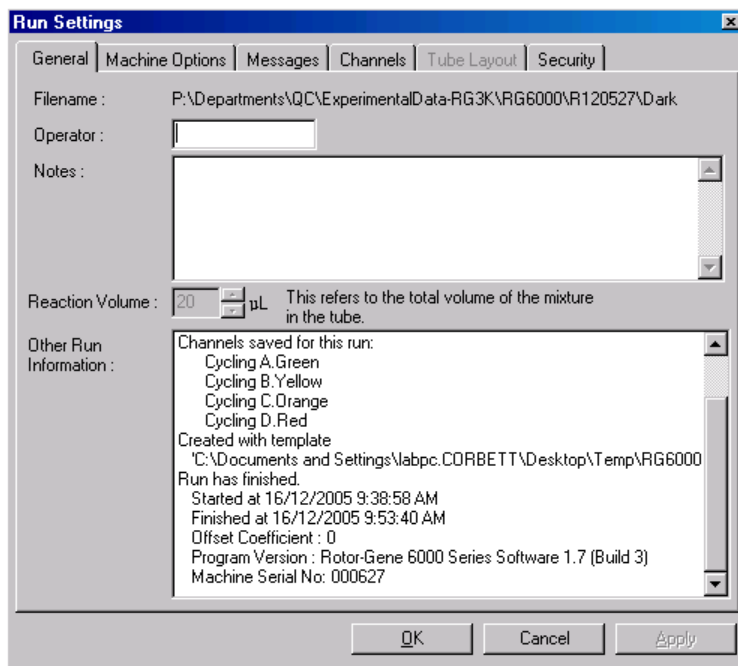 Run Settings
General Machine Options Messages Channels Tube Layout Security
Filename : P:\Departments\QC\ExperimentalData-RG3K\RG6000\R120527\Dark
Operator :
Notes :
Reaction Volume : 20 µL This refers to the total volume of the mixture
in the tube.
Other Run
Information :
Channels saved for this run:
Cycling A.Green
Cycling B.Yellow
Cycling C.Orange
Cycling D.Red
Created with template
'C:\Documents and Settings\labpc.CORBETT\Desktop\Temp\RG6000
Run has finished.
Started at 16/12/2005 9:38:58 AM
Finished at 16/12/2005 9:53:40 AM
Offset Coefficient : 0
Program Version : Rotor-Gene 6000 Series Software 1.7 (Build 3)
Machine Serial No: 000627
OK Cancel Apply